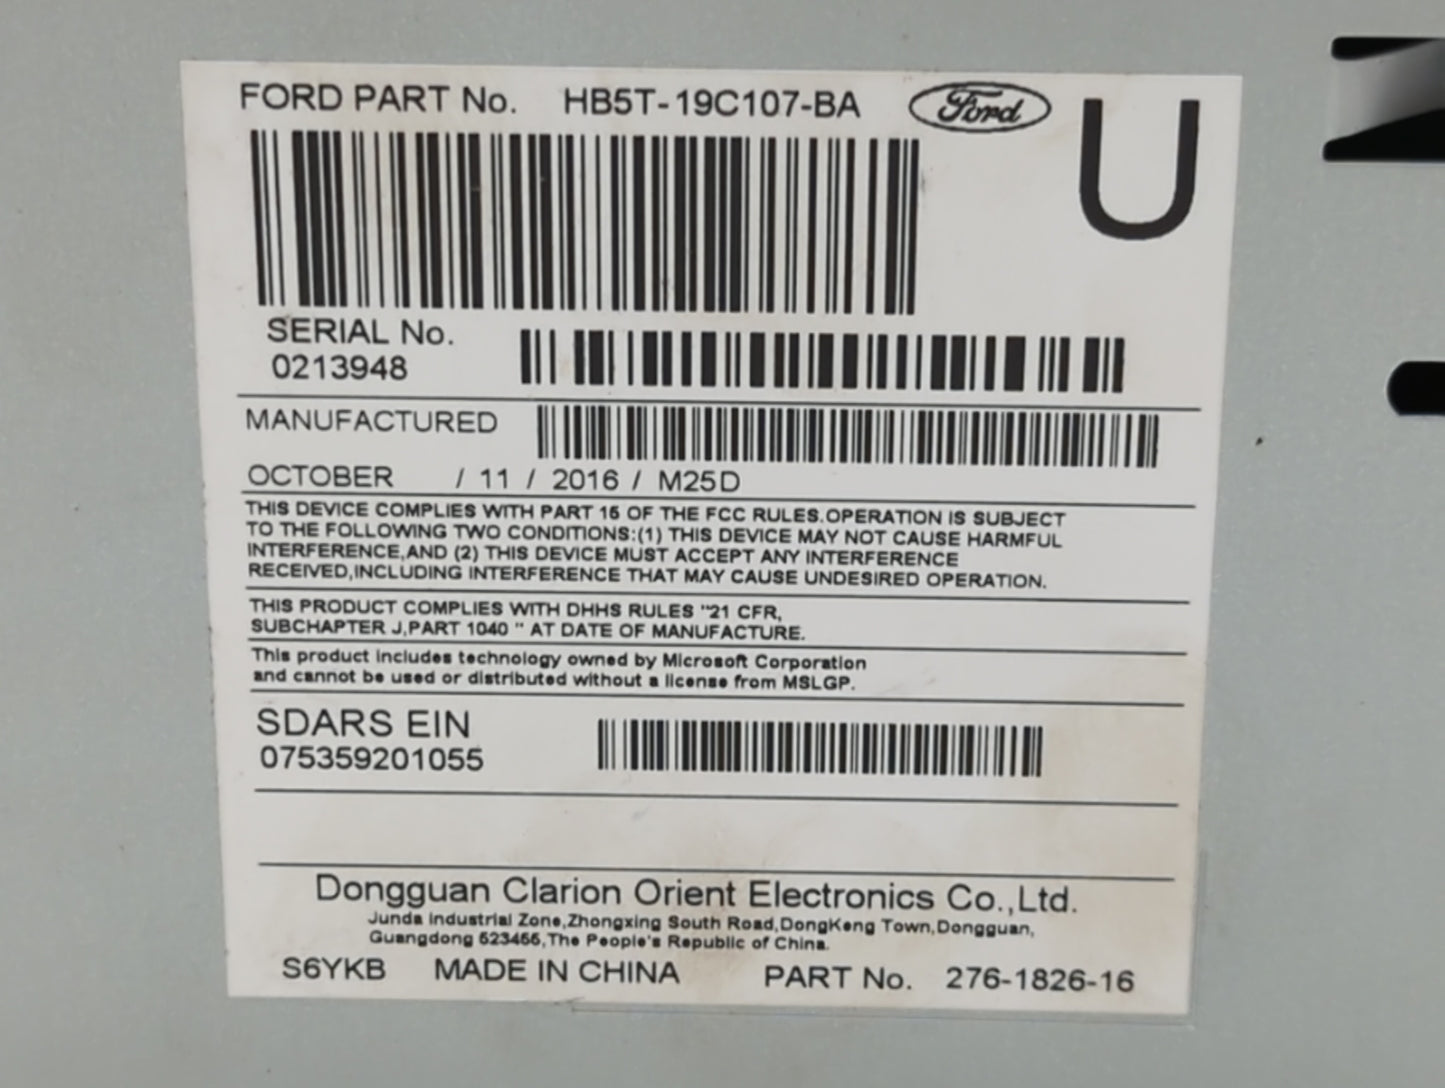 FORD PART No. HB5T-19C107-BA Ford U
SERIAL No.
0213948
MANUFACTURED
OCTOBER / 11 / 2016 / M25D
THIS DEVICE COMPLIES WITH PART 15 OF THE FCC RULES.OPERATION IS SUBJECT
TO THE FOLLOWING TWO CONDITIONS:(1) THIS DEVICE MAY NOT CAUSE HARMFUL
INTERFERENCE,AND (2) THIS DEVICE MUST ACCEPT ANY INTERFERENCE
RECEIVED,INCLUDING INTERFERENCE THAT MAY CAUSE UNDESIRED OPERATION.
THIS PRODUCT COMPLIES WITH DHHS RULES "21 CFR,
SUBCHAPTER J,PART 1040 " AT DATE OF MANUFACTURE.
This product includes technology owned by Microsoft Corporation
and cannot be used or distributed without a license from MSLGP.
SDARS EIN
075359201055
Dongguan Clarion Orient Electronics Co.,Ltd.
Junda Industrial Zone,Zhongxing South Road,DongKeng Town,Dongguan,
Guangdong 523455,The People's Republic of China.
S6YKB MADE IN CHINA PART No. 276-1826-16